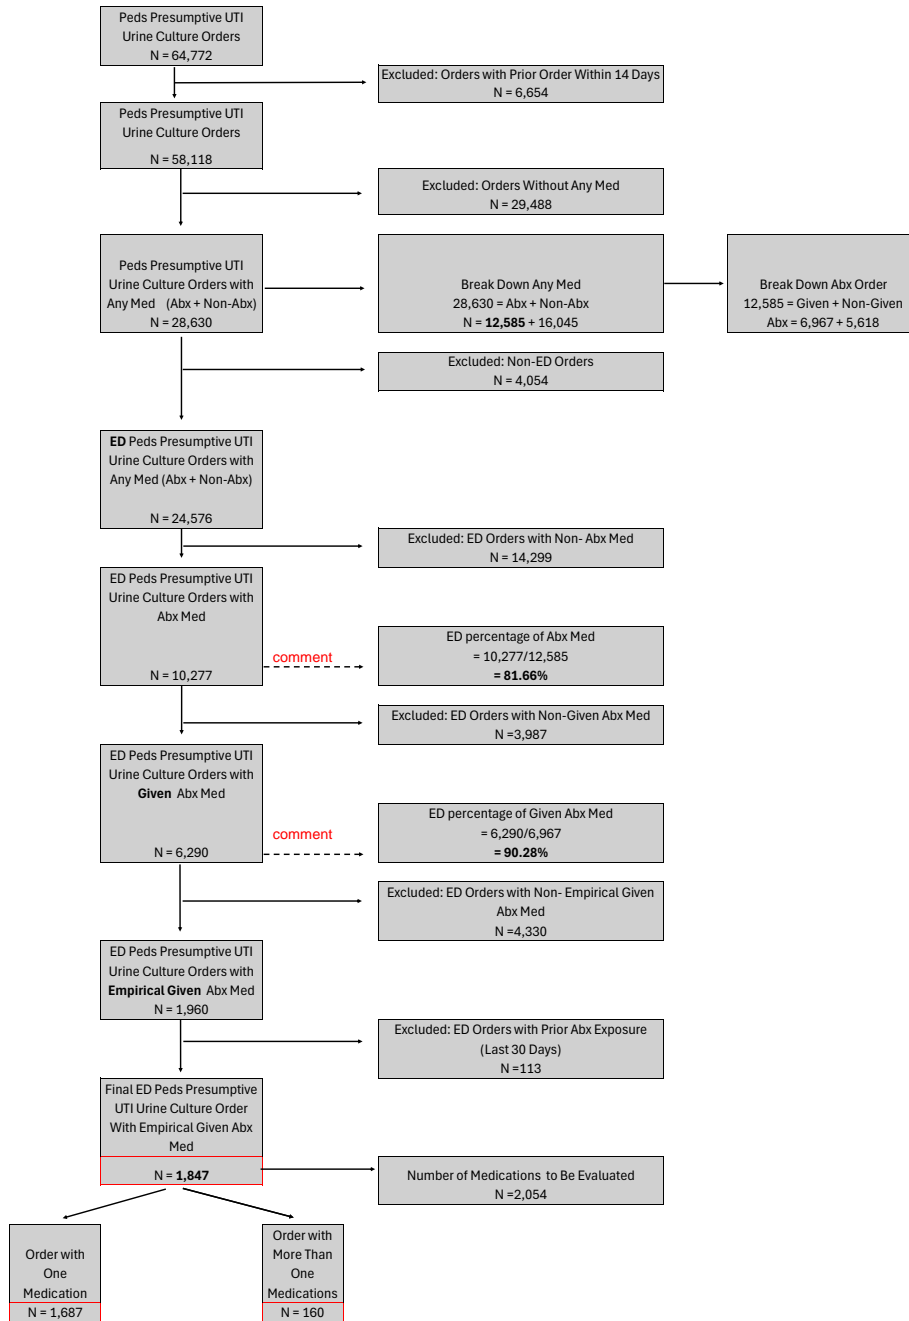 Peds Presumptive UTI
Urine Culture Orders
N = 64,772
Excluded: Orders with Prior Order Within 14 Days
N = 6,654
Peds Presumptive UTI
Urine Culture Orders
N = 58,118
Excluded: Orders Without Any Med
N = 29,488
Peds Presumptive UTI
Urine Culture Orders with
Any Med (Abx + Non-Abx)
N = 28,630
Break Down Any Med
28,630 = Abx + Non-Abx
N = 12,585 + 16,045
Break Down Abx Order
12,585 = Given + Non-Given
Abx = 6,967 + 5,618
Excluded: Non-ED Orders
N = 4,054
ED Peds Presumptive UTI
Urine Culture Orders with
Any Med (Abx + Non-Abx)
N = 24,576
Excluded: ED Orders with Non- Abx Med
N = 14,299
ED Peds Presumptive UTI
Urine Culture Orders with
Abx Med
N = 10,277
comment
ED percentage of Abx Med
= 10,277/12,585
= 81.66%
Excluded: ED Orders with Non-Given Abx Med
N =3,987
ED Peds Presumptive UTI
Urine Culture Orders with
Given Abx Med
N = 6,290
comment
ED percentage of Given Abx Med
= 6,290/6,967
= 90.28%
Excluded: ED Orders with Non- Empirical Given
Abx Med
N =4,330
ED Peds Presumptive UTI
Urine Culture Orders with
Empirical Given Abx Med
N = 1,960
Excluded: ED Orders with Prior Abx Exposure
(Last 30 Days)
N =113
Final ED Peds Presumptive
UTI Urine Culture Order
With Empirical Given Abx
Med
N = 1,847
Number of Medications to Be Evaluated
N =2,054
Order with
One
Medication
N = 1,687
Order with
More Than
One
Medications
N = 160